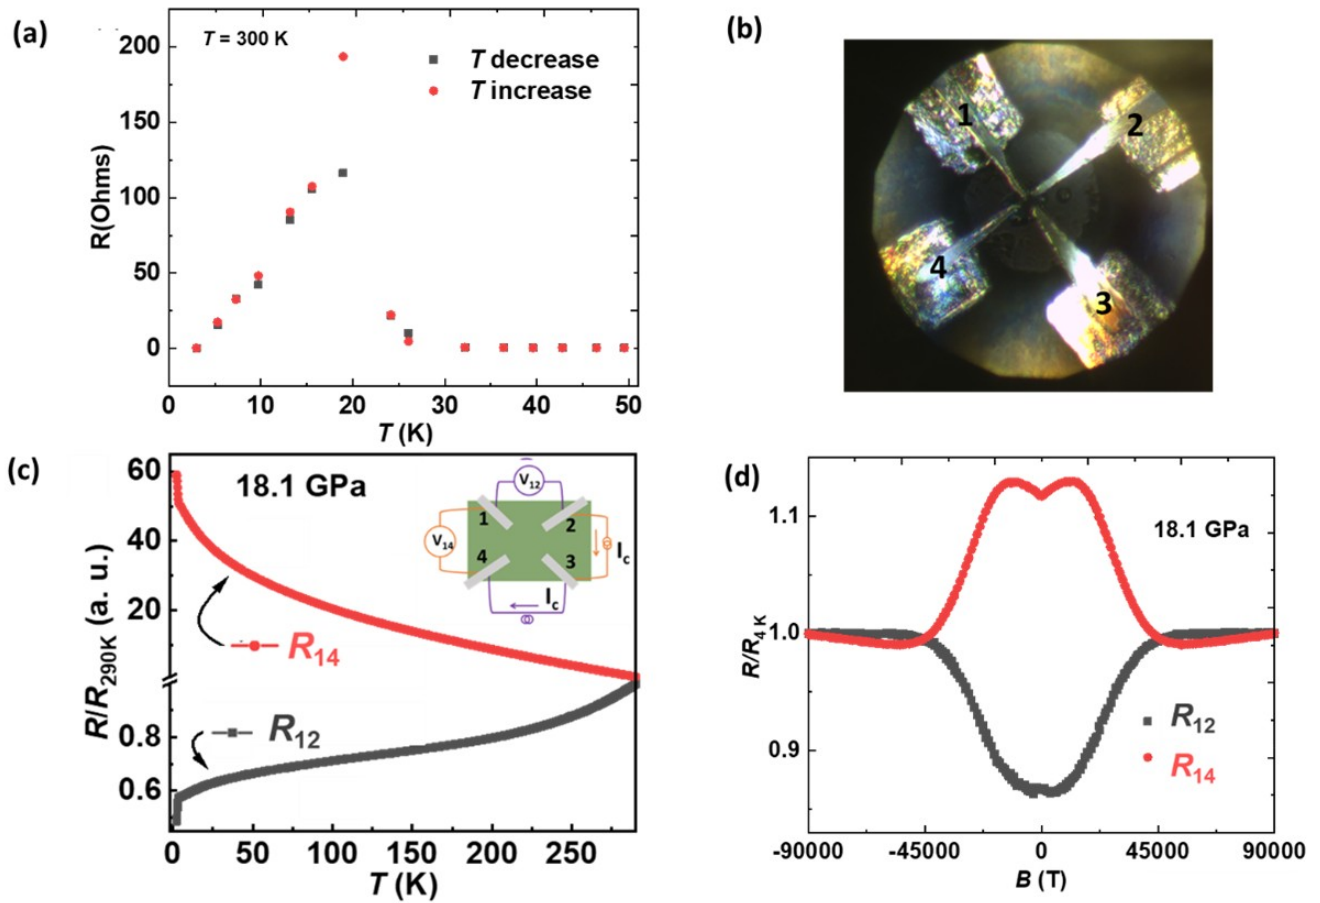 (a)
T = 300 K
T decrease
T increase
R(Ohms)
200
150
100
50
0
0 10 20 30 40 50
T (K)
(b)
1
2
3
4
(c)
18.1 GPa
R/R290K (a. u.)
60
40
20
0.8
0.6
R14
R12
V12
V14
1
2
3
4
Ic
Ic
0 50 100 150 200 250
T (K)
(d)
18.1 GPa
R/R4 K
1.1
1.0
0.9
R12
R14
-90000 -45000 0 45000 90000
B (T)